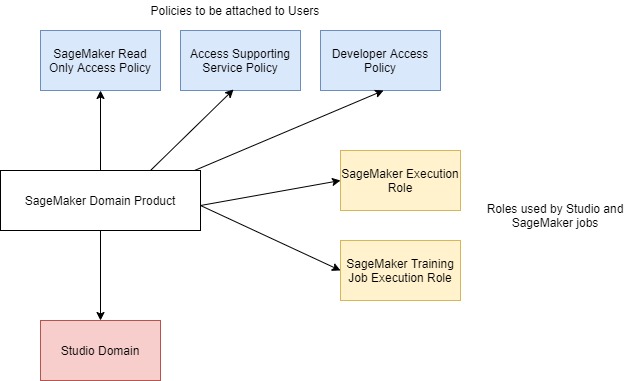 Policies to be attached to Users
SageMaker Read
Only Access Policy
Access Supporting
Service Policy
Developer Access
Policy
SageMaker Execution
Role
SageMaker Domain Product
Roles used by Studio and
SageMaker jobs
SageMaker Training
Job Execution Role
Studio Domain